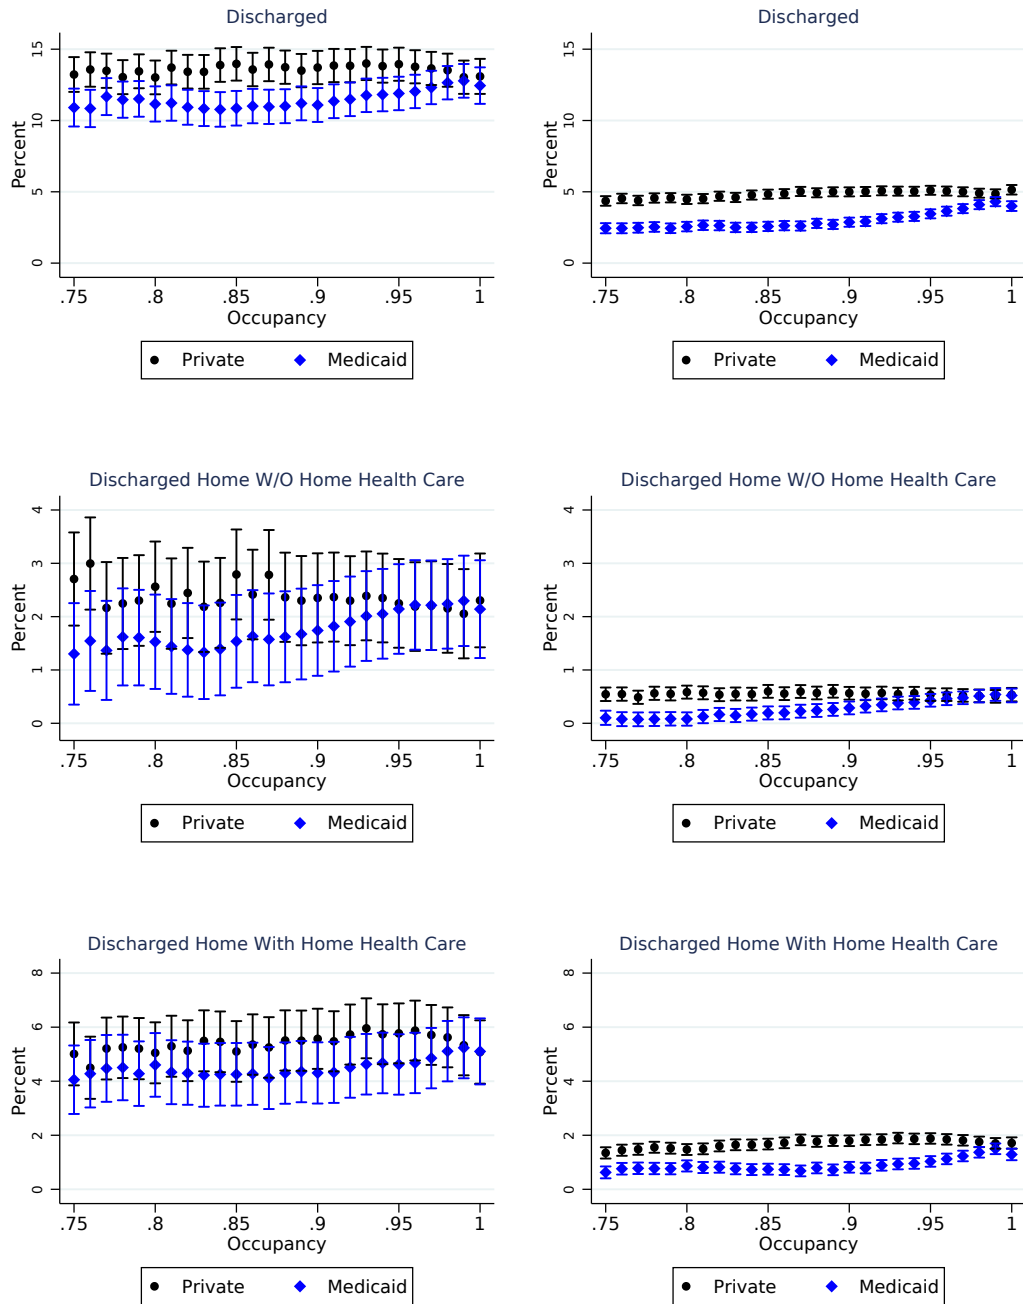 Discharged
Percent
15
10
5
0
.75 .8 .85 .9 .95 1
Occupancy
Private Medicaid
Discharged
Percent
15
10
5
0
.75 .8 .85 .9 .95 1
Occupancy
Private Medicaid
Discharged Home W/O Home Health Care
Percent
4
3
2
1
0
.75 .8 .85 .9 .95 1
Occupancy
Private Medicaid
Discharged Home W/O Home Health Care
Percent
4
3
2
1
0
.75 .8 .85 .9 .95 1
Occupancy
Private Medicaid
Discharged Home With Home Health Care
Percent
8
6
4
2
0
.75 .8 .85 .9 .95 1
Occupancy
Private Medicaid
Discharged Home With Home Health Care
Percent
8
6
4
2
0
.75 .8 .85 .9 .95 1
Occupancy
Private Medicaid